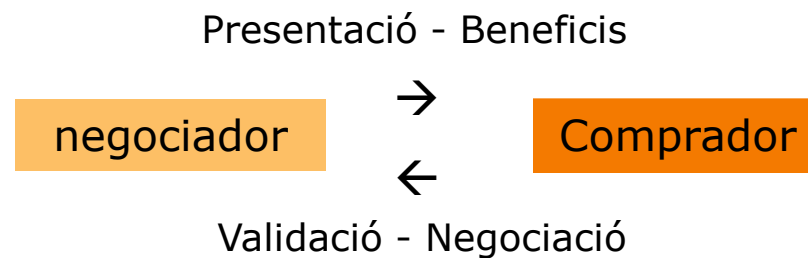 Presentació - Beneficis
→
negociador
Comprador
←
Validació - Negociació